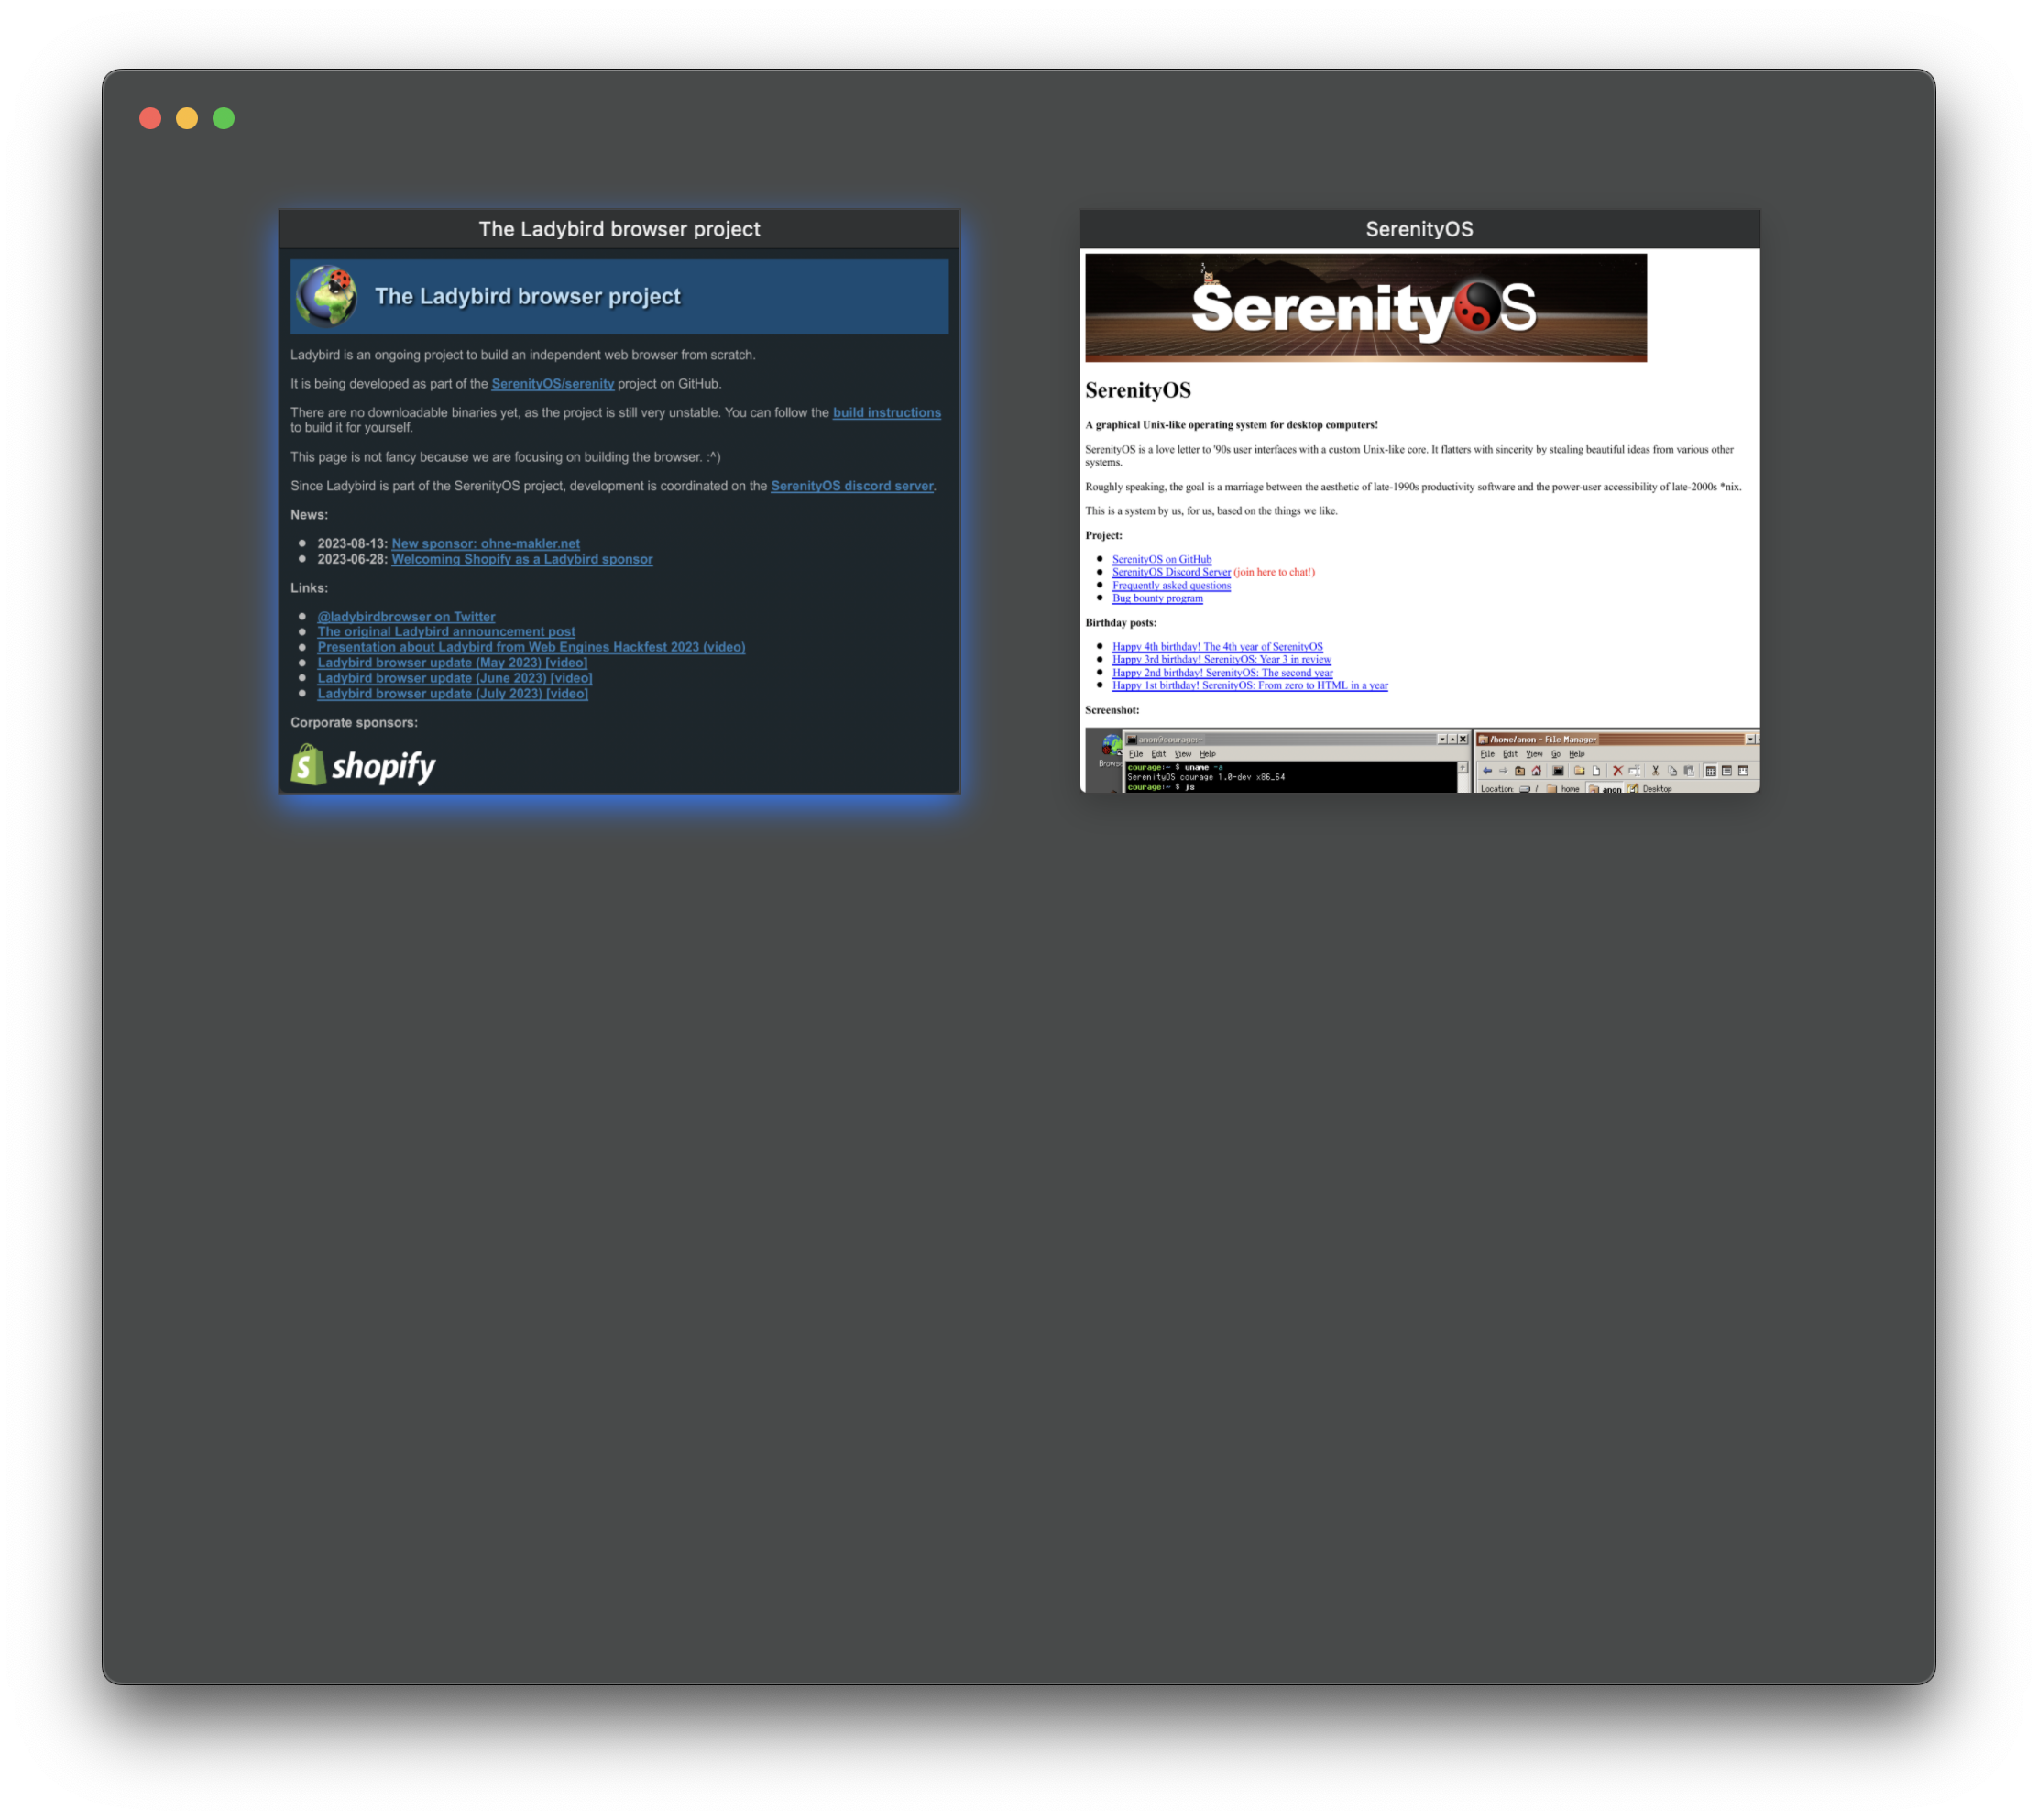 The Ladybird browser project
The Ladybird browser project
Ladybird is an ongoing project to build an independent web browser from scratch.
It is being developed as part of the SerenityOS/serenity project on GitHub.
There are no downloadable binaries yet, as the project is still very unstable. You can follow the build instructions
to build it for yourself.
This page is not fancy because we are focusing on building the browser. :^)
Since Ladybird is part of the SerenityOS project, development is coordinated on the SerenityOS discord server.
News:
2023-08-13: New sponsor: ohne-makler.net
2023-06-28: Welcoming Shopify as a Ladybird sponsor
Links:
@ladybirdbrowser on Twitter
The original Ladybird announcement post
Presentation about Ladybird from Web Engines Hackfest 2023 (video)
Ladybird browser update (May 2023) [video]
Ladybird browser update (June 2023) [video]
Ladybird browser update (July 2023) [video]
Corporate sponsors:
shopify
SerenityOS
SerenityOS
SerenityOS
A graphical Unix-like operating system for desktop computers!
SerenityOS is a love letter to '90s user interfaces with a custom Unix-like core. It flatters with sincerity by stealing beautiful ideas from various other
systems.
Roughly speaking, the goal is a marriage between the aesthetic of late-1990s productivity software and the power-user accessibility of late-2000s *nix.
This is a system by us, for us, based on the things we like.
Project:
SerenityOS on GitHub
SerenityOS Discord Server (join here to chat!)
Frequently asked questions
Bug bounty program
Birthday posts:
Happy 4th birthday! The 4th year of SerenityOS
Happy 3rd birthday! SerenityOS: Year 3 in review
Happy 2nd birthday! SerenityOS: The second year
Happy 1st birthday! SerenityOS: From zero to HTML in a year
Screenshot:
anon@courage:~
File Edit View Help
courage:~ $ uname -a
SerenityOS courage 1.0-dev x86_64
courage:~ $ js
/home/anon - File Manager
File Edit View Go Help
Location: / home anon Desktop